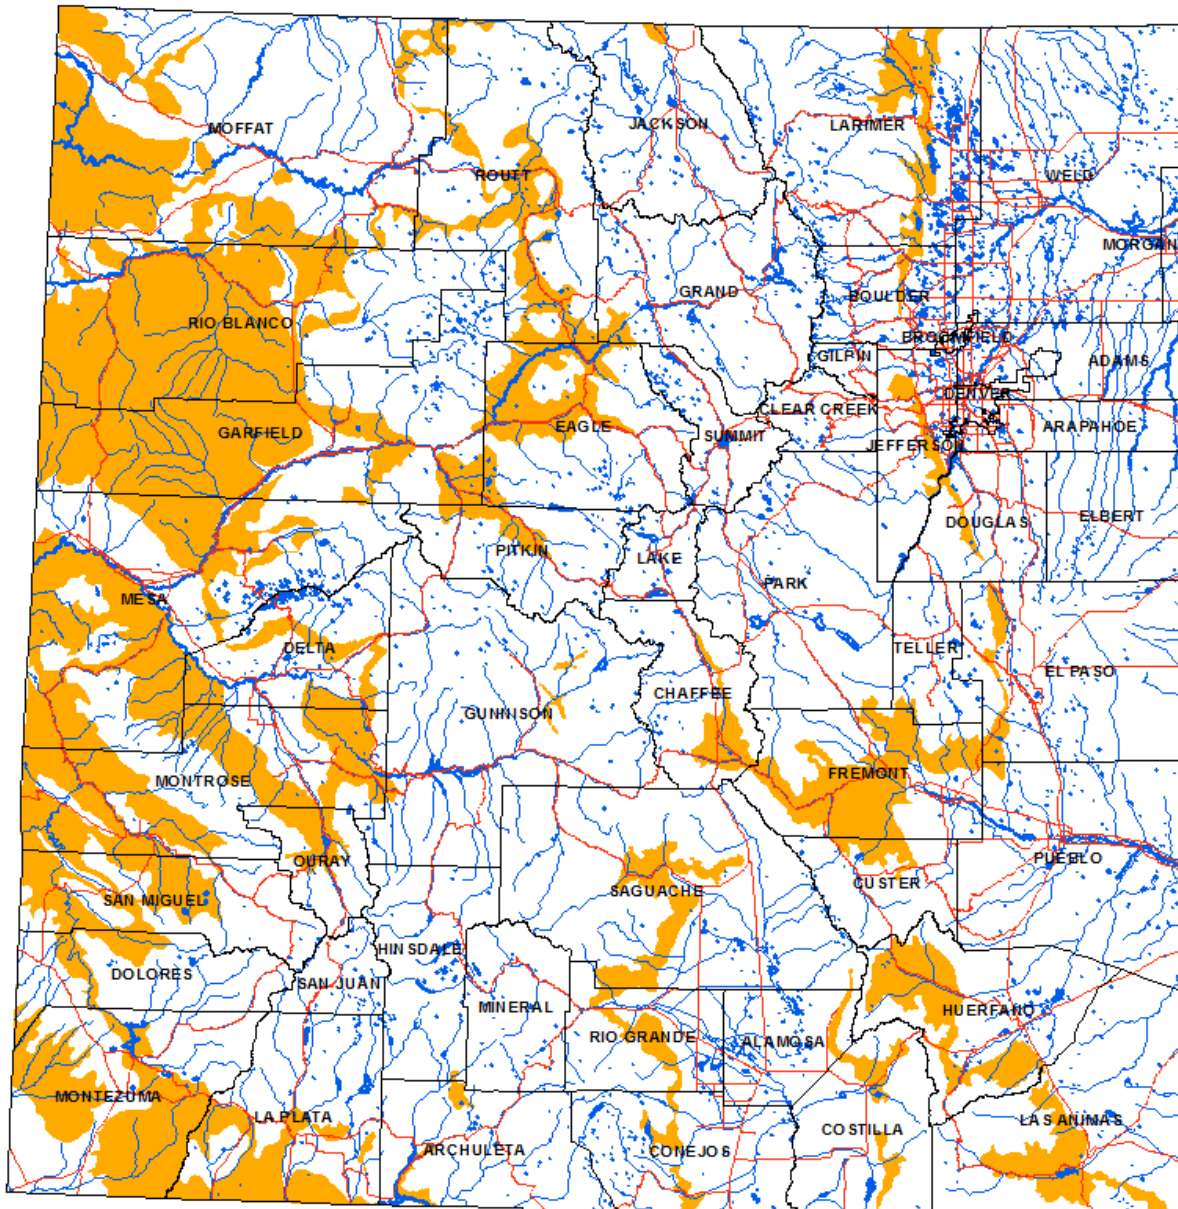 JACKSON
LARIMER
MOFFAT
ROUTT
WELD
MORGAN
GRAND
BOULDER
RIO BLANCO
BROOMFIELD
GILPIN
ADAMS
DENVER
CLEAR CREEK
GARFIELD
EAGLE
SUMMIT
ARAPAHOE
JEFFERSON
DOUGLAS
ELBERT
PITKIN
LAKE
PARK
MESA
DELTA
TELLER
EL PASO
CHAFFEE
GUNNISON
MONTROSE
FREMONT
OURAY
PUEBLO
SAGUACHE
CUSTER
SAN MIGUEL
HINSDALE
DOLORES
SAN JUAN
MINERAL
HUERFANO
RIO GRANDE
ALAMOSA
MONTEZUMA
LA PLATA
LAS ANIMAS
COSTILLA
ARCHULETA
CONEJOS